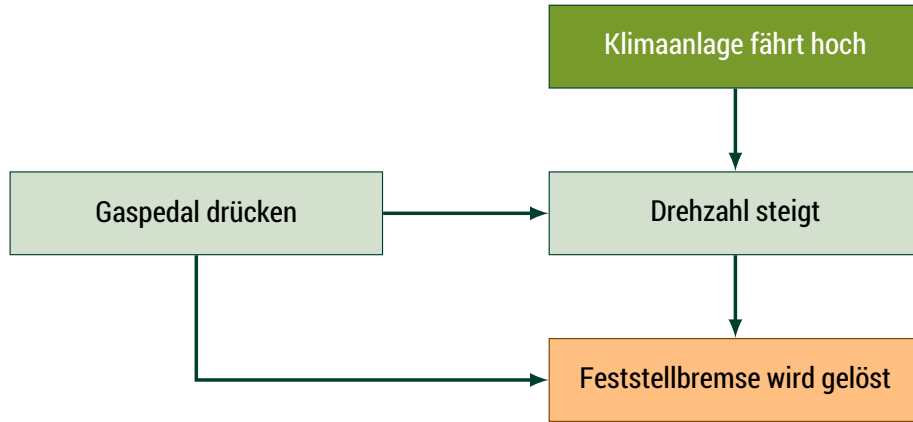 Klimaanlage fährt hoch
Gaspedal drücken
Drehzahl steigt
Feststellbremse wird gelöst